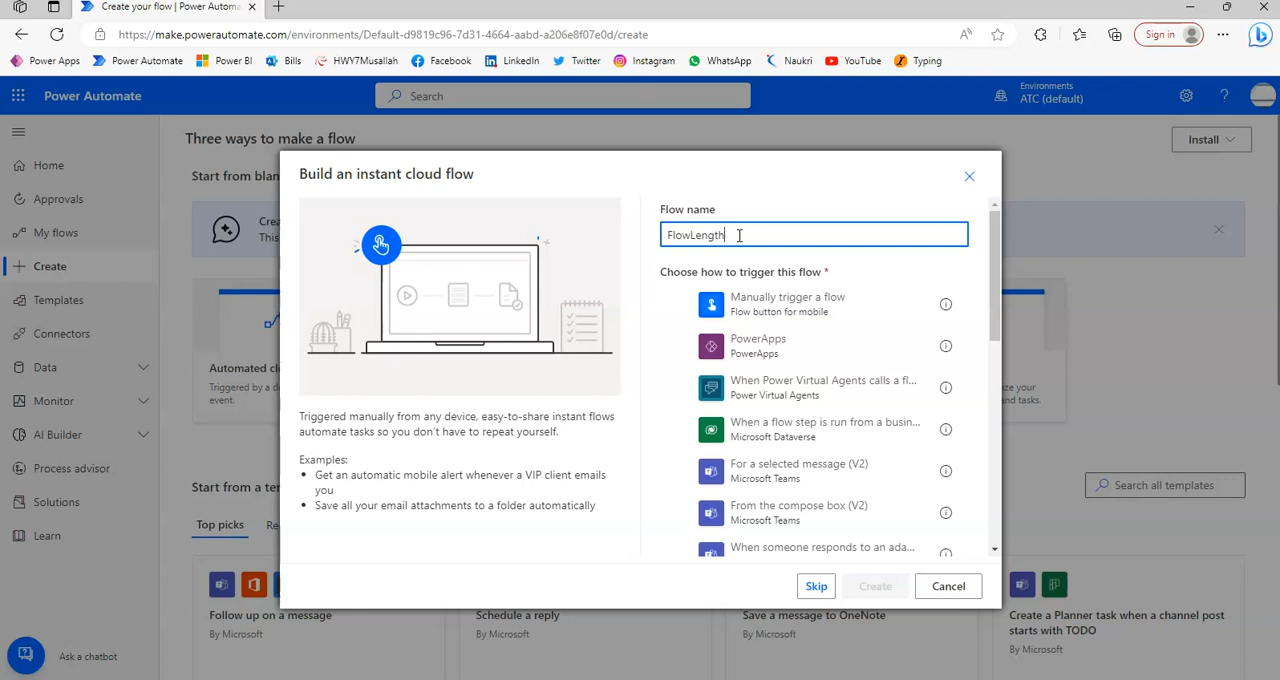 Create your flow | Power Automa
https://make.powerautomate.com/environments/Default-d9819c96-7d31-4664-aabd-a206e8f07e0d/create
Sign in
Power Apps
Power Automate
Power BI
Bills
HWY7Musallah
Facebook
LinkedIn
Twitter
Instagram
WhatsApp
Naukri
YouTube
Typing
Power Automate
Search
Environments
ATC (default)
Home
Approvals
My flows
Create
Templates
Connectors
Data
Monitor
AI Builder
Process advisor
Solutions
Learn
Ask a chatbot
Three ways to make a flow
Install
Start from blan
Crea
This
Automated cl
Triggered by a d
event.
ize your
and tasks.
Start from a te
Search all templates
Top picks
Re
Follow up on a message
By Microsoft
Schedule a reply
By Microsoft
Save a message to OneNote
By Microsoft
Create a Planner task when a channel post
starts with TODO
By Microsoft
Build an instant cloud flow
Triggered manually from any device, easy-to-share instant flows
automate tasks so you don't have to repeat yourself.
Examples:
• Get an automatic mobile alert whenever a VIP client emails
you
• Save all your email attachments to a folder automatically
Flow name
FlowLength
Choose how to trigger this flow *
Manually trigger a flow
Flow button for mobile
PowerApps
PowerApps
When Power Virtual Agents calls a fl...
Power Virtual Agents
When a flow step is run from a busin...
Microsoft Dataverse
For a selected message (V2)
Microsoft Teams
From the compose box (V2)
Microsoft Teams
When someone responds to an ada...
Skip
Create
Cancel